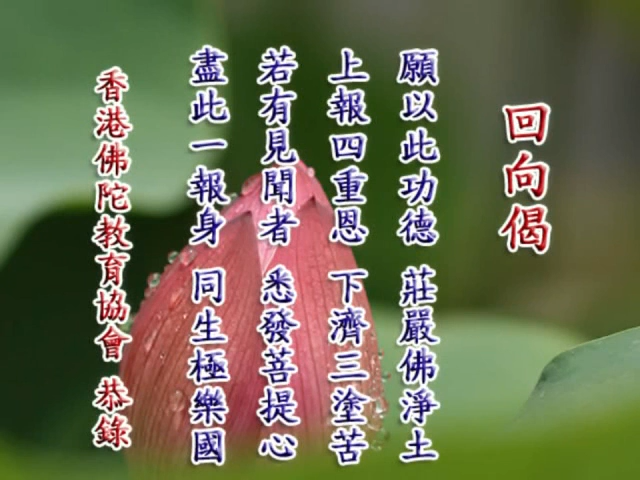 回向偈
願以此功德 莊嚴佛淨土
上報四重恩 下濟三塗苦
若有見聞者 悉發菩提心
盡此一報身 同生極樂國
香港佛陀教育協會 恭錄